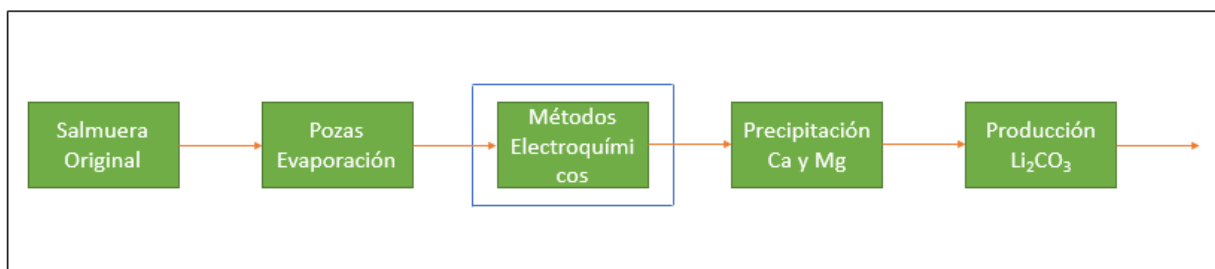 Salmuera
Original
Pozas
Evaporación
Métodos
Electroquími
cos
Precipitación
Ca y Mg
Producción
Li₂CO₃